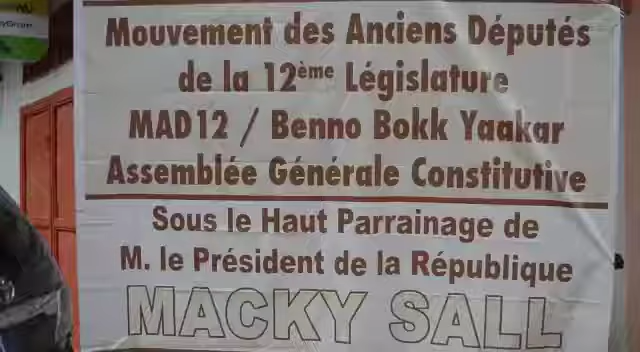 Mouvement des Anciens Députés
de la 12ème Législature
MAD12 / Benno Bokk Yaakar
Assemblée Générale Constitutive
Sous le Haut Parrainage de
M. le Président de la République
MACKY SALL